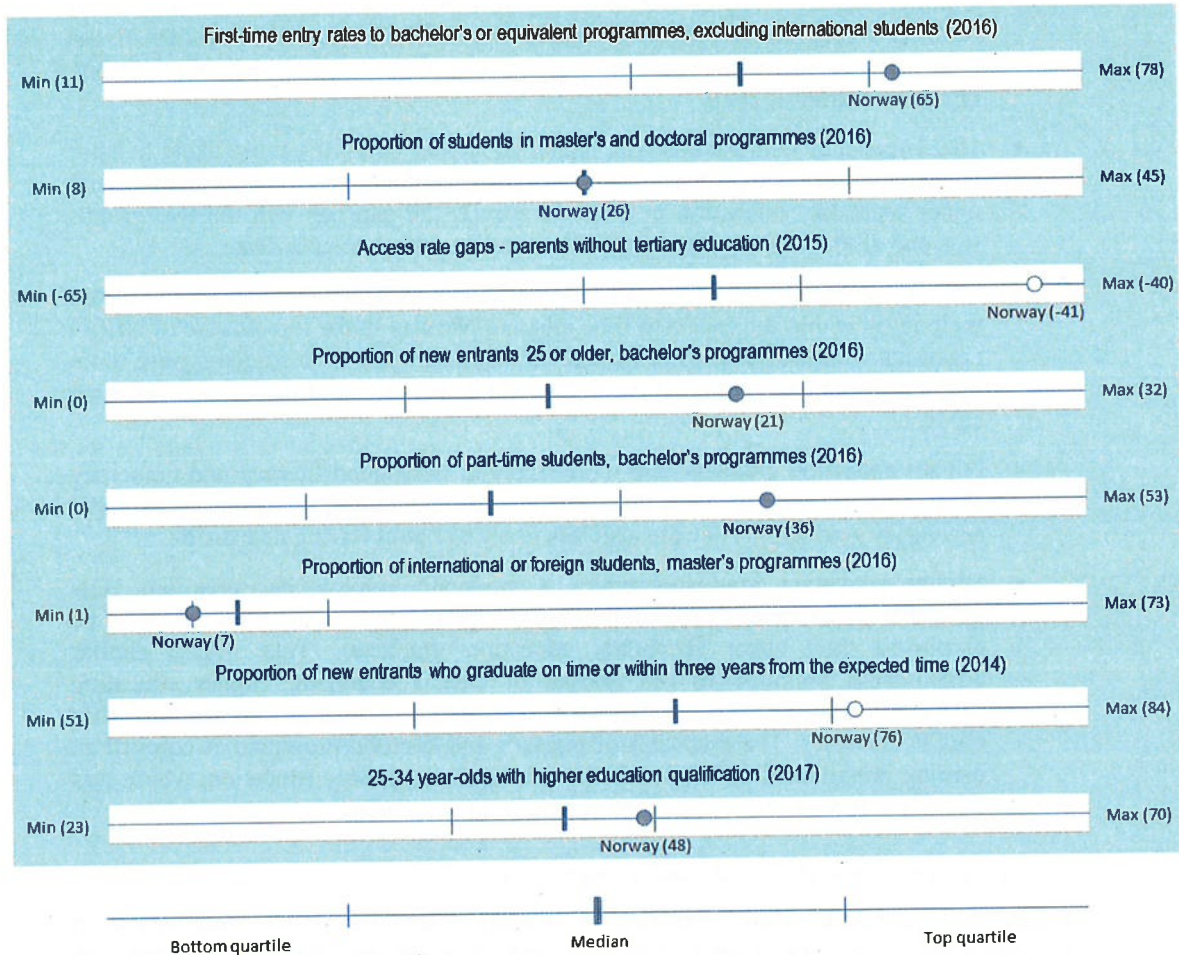 First-time entry rates to bachelor's or equivalent programmes, excluding international students (2016)
Min (11)
Max (78)
Norway (65)
Proportion of students in master's and doctoral programmes (2016)
Min (8)
Max (45)
Norway (26)
Access rate gaps - parents without tertiary education (2015)
Min (-65)
Max (-40)
Norway (-41)
Proportion of new entrants 25 or older, bachelor's programmes (2016)
Min (0)
Max (32)
Norway (21)
Proportion of part-time students, bachelor's programmes (2016)
Min (0)
Max (53)
Norway (36)
Proportion of international or foreign students, master's programmes (2016)
Min (1)
Max (73)
Norway (7)
Proportion of new entrants who graduate on time or within three years from the expected time (2014)
Min (51)
Max (84)
Norway (76)
25-34 year-olds with higher education qualification (2017)
Min (23)
Max (70)
Norway (48)
Bottom quartile
Median
Top quartile